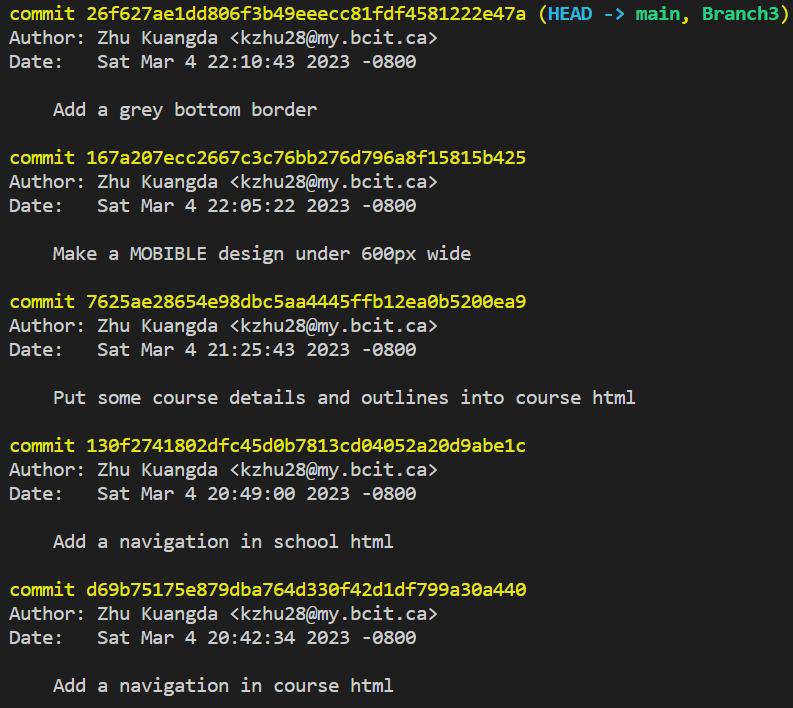 commit 26f627ae1dd806f3b49eeecc81fdf4581222e47a (HEAD -> main, Branch3)
Author: Zhu Kuangda <kzhu28@my.bcit.ca>
Date:   Sat Mar 4 22:10:43 2023 -0800
Add a grey bottom border
commit 167a207ecc2667c3c76bb276d796a8f15815b425
Author: Zhu Kuangda <kzhu28@my.bcit.ca>
Date:   Sat Mar 4 22:05:22 2023 -0800
Make a MOBIBLE design under 600px wide
commit 7625ae28654e98dbc5aa4445ffb12ea0b5200ea9
Author: Zhu Kuangda <kzhu28@my.bcit.ca>
Date:   Sat Mar 4 21:25:43 2023 -0800
Put some course details and outlines into course html
commit 130f2741802dfc45d0b7813cd04052a20d9abe1c
Author: Zhu Kuangda <kzhu28@my.bcit.ca>
Date:   Sat Mar 4 20:49:00 2023 -0800
Add a navigation in school html
commit d69b75175e879dba764d330f42d1df799a30a440
Author: Zhu Kuangda <kzhu28@my.bcit.ca>
Date:   Sat Mar 4 20:42:34 2023 -0800
Add a navigation in course html